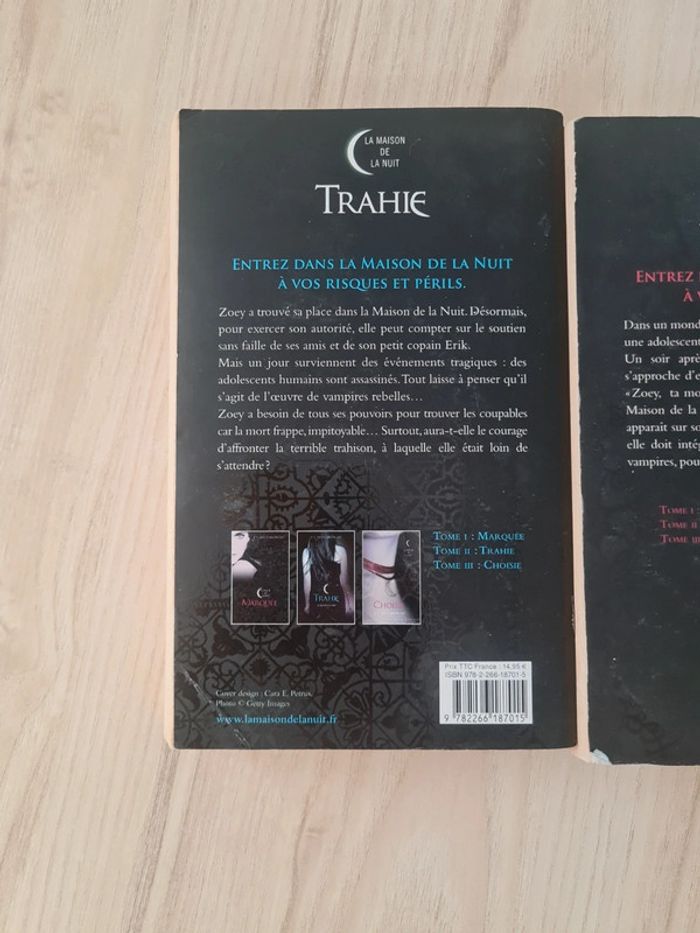 LA MAISON
DE
LA NUIT
TRAHIE
ENTREZ DANS LA MAISON DE LA NUIT
À VOS RISQUES ET PÉRILS.
Zoey a trouvé sa place dans la Maison de la Nuit. Désormais,
pour exercer son autorité, elle peut compter sur le soutien
sans faille de ses amis et de son petit copain Erik.
Mais un jour surviennent des événements tragiques : des
adolescents humains sont assassinés. Tout laisse à penser qu'il
s'agit de l'œuvre de vampires rebelles...
Zoey a besoin de tous ses pouvoirs pour trouver les coupables
car la mort frappe, impitoyable... Surtout, aura-t-elle le courage
d'affronter la terrible trahison, à laquelle elle était loin de
s'attendre ?
MARQUÉE
TRAHIE
CHOISIE
TOME I : MARQUÉE
TOME II : TRAHIE
TOME III : CHOISIE
Cover design : Cara E. Petrus.
Photo © Getty Images
www.lamaisondelanuit.fr
Prix TTC France : 14,95 €
ISBN 978-2-266-18701-5
9 782266 187015
ENTREZ
À
Dans un mond
une adolescent
Un soir aprè
s'approche d'e
« Zoey, ta mo
Maison de la
apparaît sur so
elle doit inté
vampires, pou
TOME I :
TOME II
TOME III